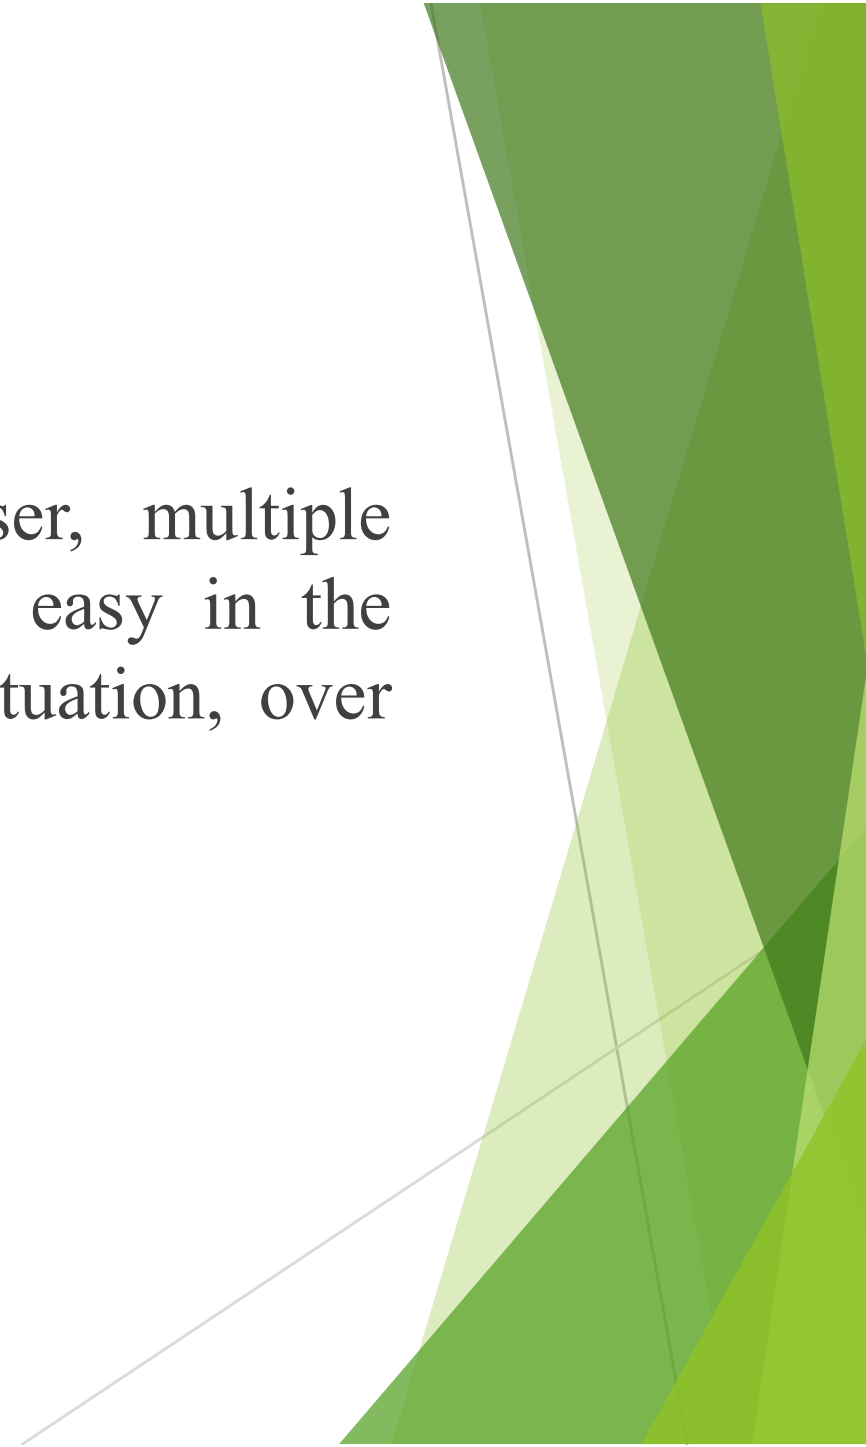 ser, multiple
easy in the
tuation, over